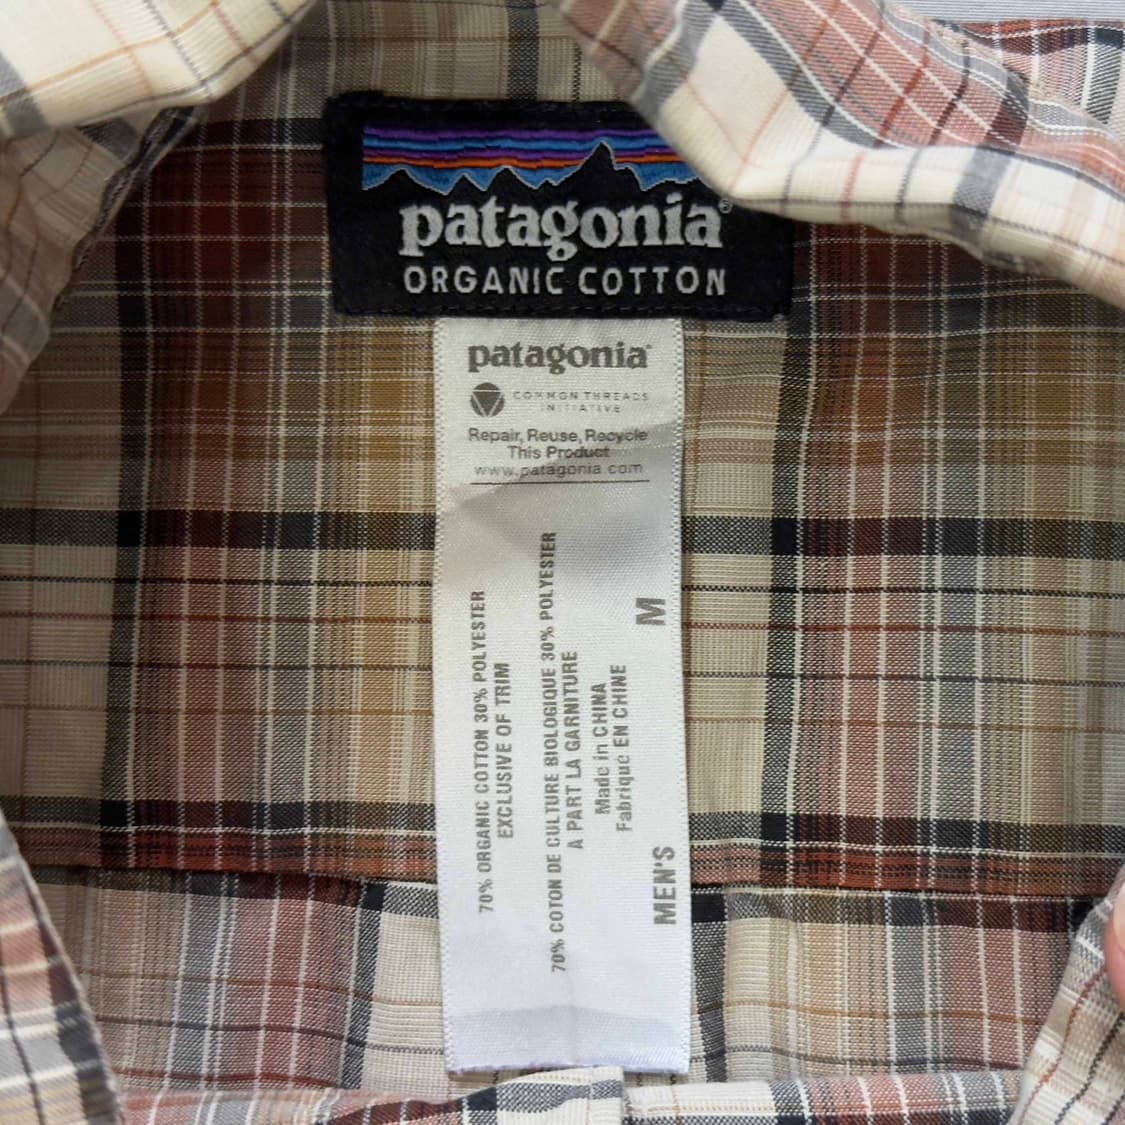 patagonia®
ORGANIC COTTON
patagonia®
COMMON THREADS
INITIATIVE
Repair, Reuse, Recycle
This Product
www.patagonia.com
70% ORGANIC COTTON 30% POLYESTER
EXCLUSIVE OF TRIM
70% COTON DE CULTURE BIOLOGIQUE 30% POLYESTER
A PART LA GARNITURE
Made in CHINA
Fabriqué EN CHINE
MEN'S M